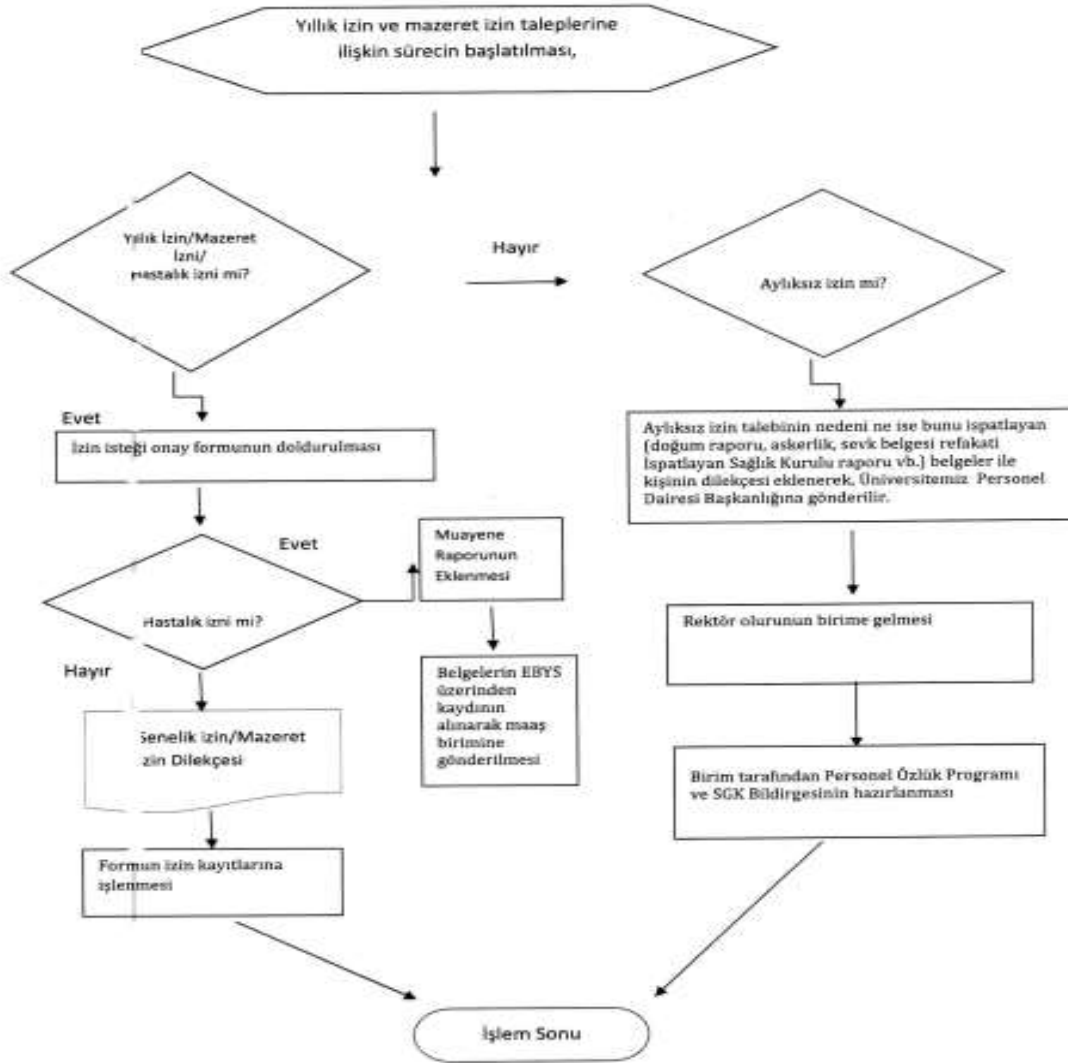 Yıllık izin ve mazeret izin taleplerine
ilişkin sürecin başlatılması,
Yıllık İzin/Mazeret
İzni/
Hastalık izni mi?
Hayır
Aylıksız izin mi?
Evet
İzin isteği onay formunun doldurulması
Aylıksız izin talebinin nedeni ne ise bunu ispatlayan
(doğum raporu, askerlik, sevk belgesi refakati
İspatlayan Sağlık Kurulu raporu vb.) belgeler ile
kişinin dilekçesi eklenerek, Üniversitemiz Personel
Dairesi Başkanlığına gönderilir.
Evet
Muayene
Raporunun
Eklenmesi
Hastalık izni mi?
Hayır
Belgelerin EBYS
üzerinden
kaydının
alınarak maaş
birimine
gönderilmesi
Rektör olurunun birime gelmesi
Senelik izin/Mazeret
İzin Dilekçesi
Birim tarafından Personel Özlük Programı
ve SGK Bildirgesinin hazırlanması
Formun izin kayıtlarına
işlenmesi
İşlem Sonu